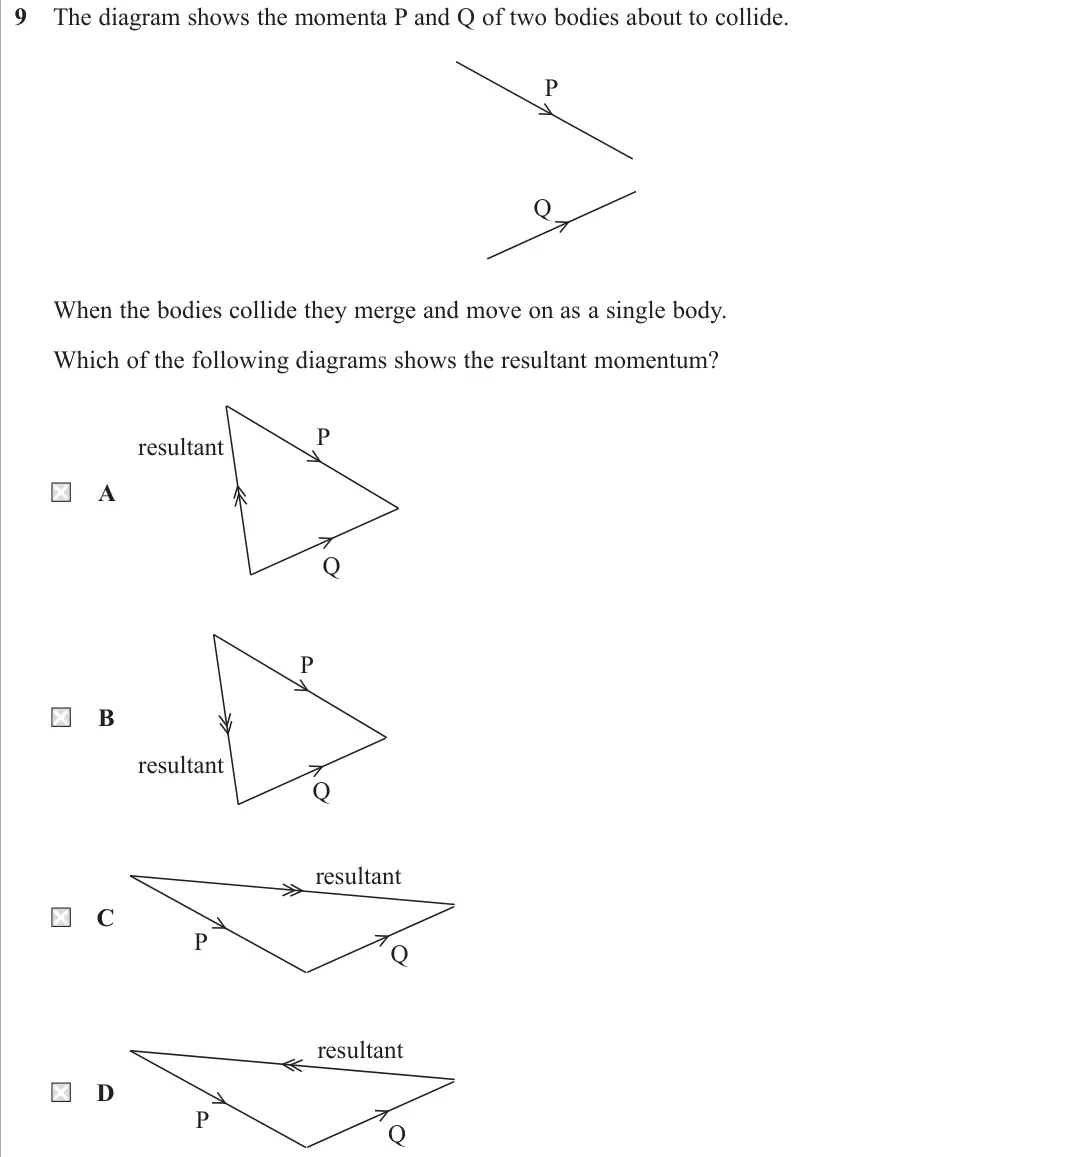 9 The diagram shows the momenta P and Q of two bodies about to collide.
P
Q
When the bodies collide they merge and move on as a single body.
Which of the following diagrams shows the resultant momentum?
P
resultant
A
Q
P
B
resultant
Q
resultant
C
P
Q
resultant
D
P
Q